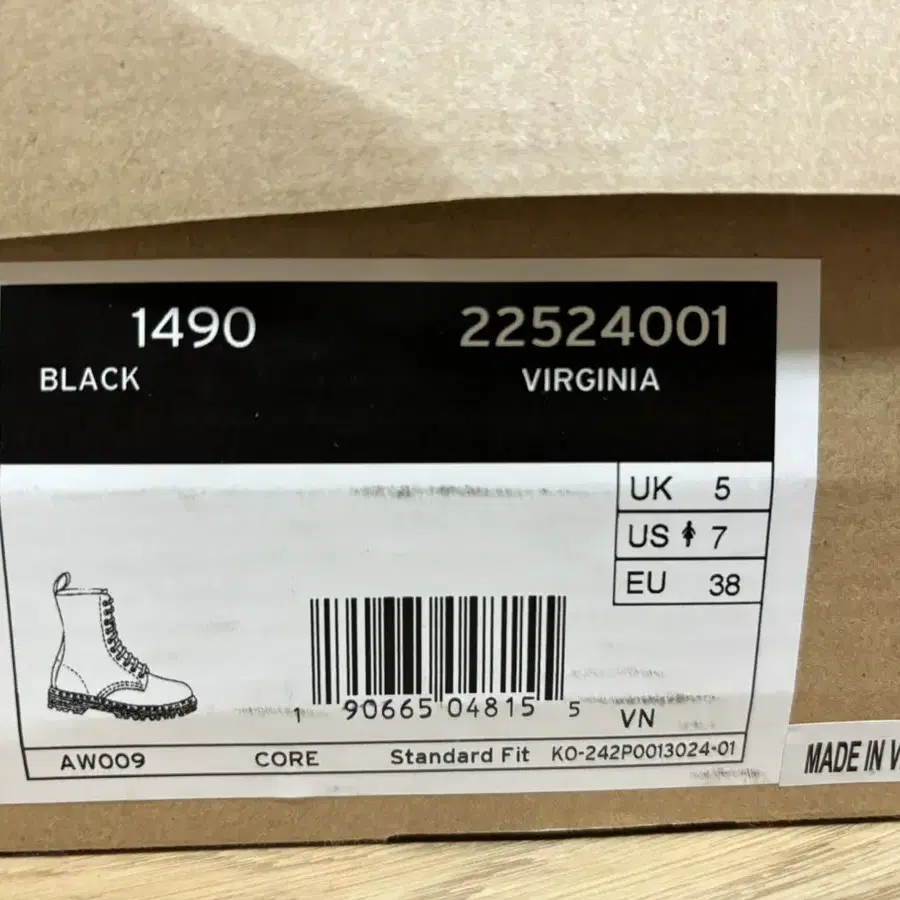 1490 22524001
BLACK VIRGINIA
UK 5
US 7
EU 38
1 90665 04815 5 VN
AW009 CORE Standard Fit KO-242P0013024-01
MADE IN V